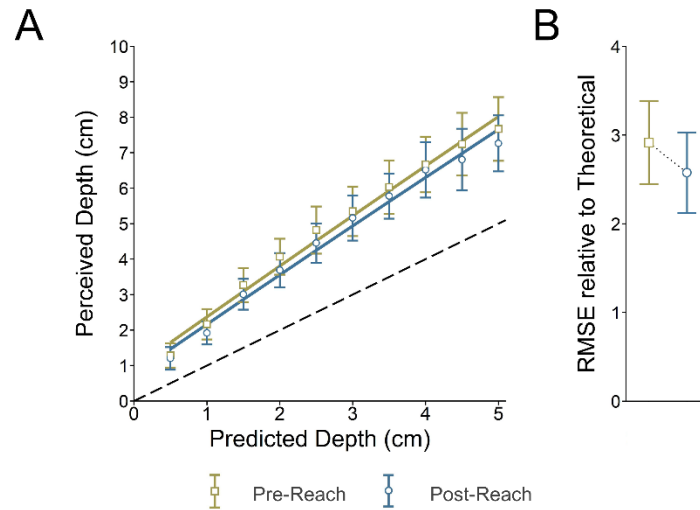 A
Perceived Depth (cm)
10
9
8
7
6
5
4
3
2
1
0
0 1 2 3 4 5
Predicted Depth (cm)
B
RMSE relative to Theoretical
4
3
2
1
0
Pre-Reach Post-Reach